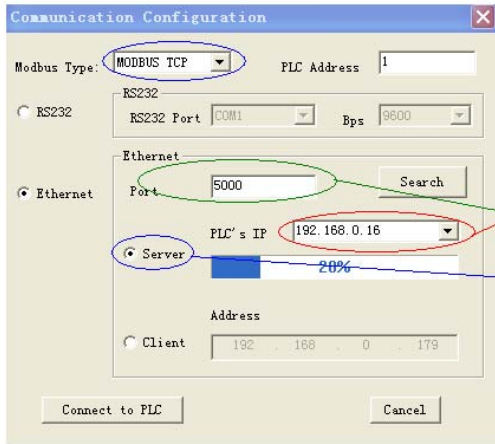 Communication Configuration
Modbus Type: MODBUS TCP PLC Address 1
RS232
RS232 RS232 Port COM1 Bps 9600
Ethernet
Ethernet Port 5000 Search
PLC's IP 192.168.0.16
Server 20%
Address
Client 192 . 168 . 0 . 179
Connect to PLC Cancel